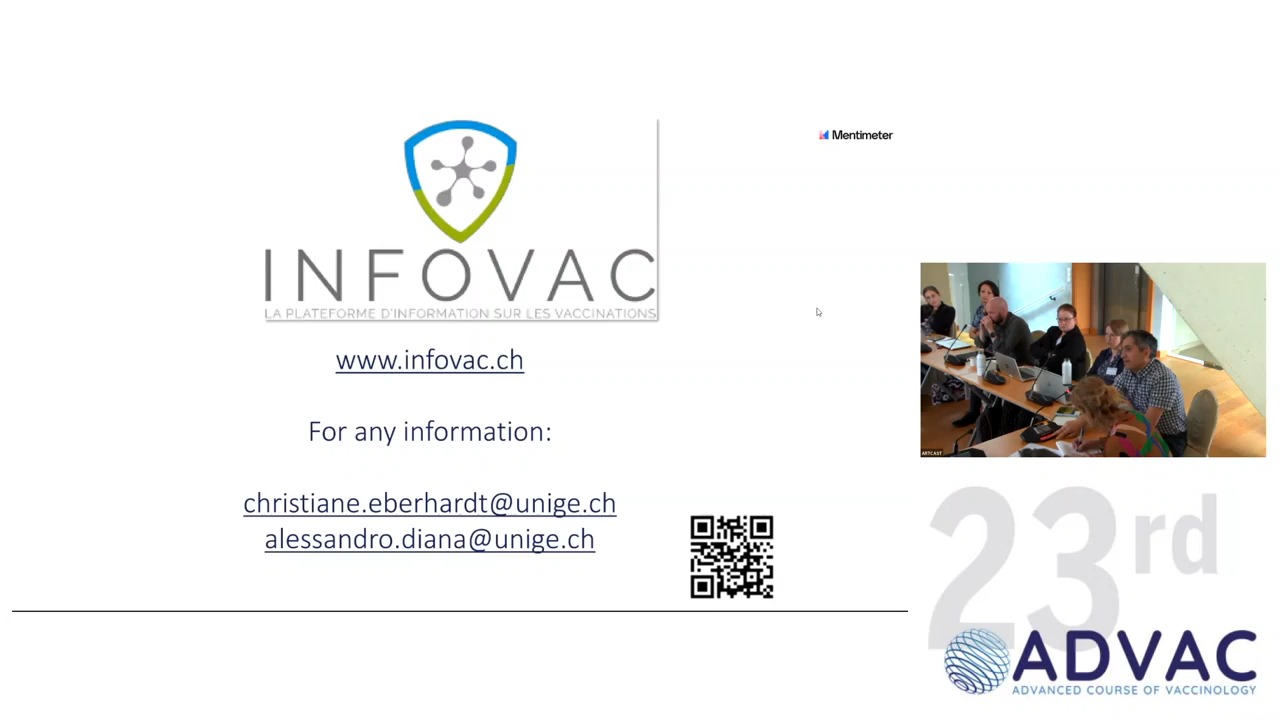 Mentimeter
INFOVAC
LA PLATEFORME D'INFORMATION SUR LES VACCINATIONS
www.infovac.ch
For any information:
christiane.eberhardt@unige.ch
alessandro.diana@unige.ch
ARTCAST
23rd
ADVAC
ADVANCED COURSE OF VACCINOLOGY